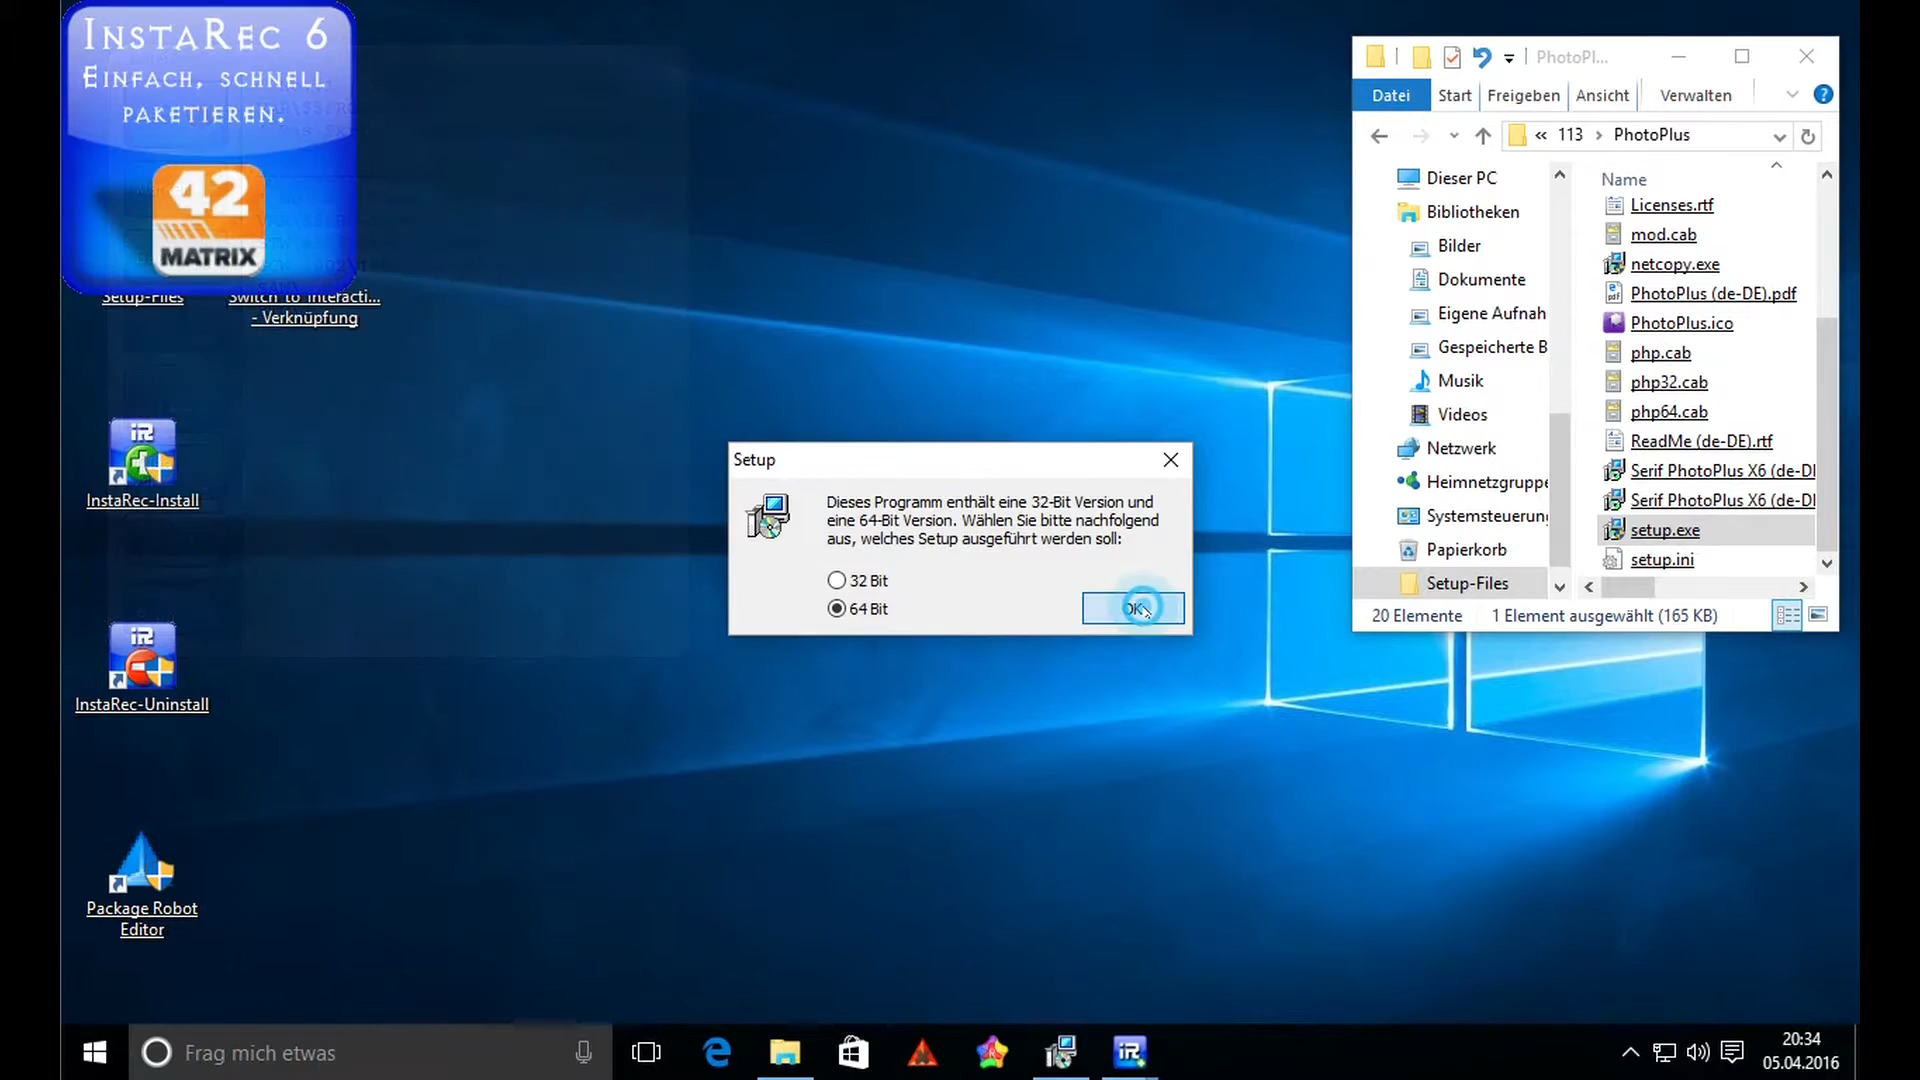 INSTAREC 6
EINFACH, SCHNELL
PAKETIEREN.
42
MATRIX
Setup-Files
Switch to Interacti...
- Verknüpfung
iR
InstaRec-Install
iR
InstaRec-Uninstall
Package Robot
Editor
Setup
Dieses Programm enthält eine 32-Bit Version und
eine 64-Bit Version. Wählen Sie bitte nachfolgend
aus, welches Setup ausgeführt werden soll:
32 Bit
64 Bit
OK
PhotoPl...
Datei
Start
Freigeben
Ansicht
Verwalten
« 113 > PhotoPlus
Dieser PC
Bibliotheken
Bilder
Dokumente
Eigene Aufnah
Gespeicherte B
Musik
Videos
Netzwerk
Heimnetzgruppe
Systemsteuerun
Papierkorb
Setup-Files
Name
Licenses.rtf
mod.cab
netcopy.exe
PhotoPlus (de-DE).pdf
PhotoPlus.ico
php.cab
php32.cab
php64.cab
ReadMe (de-DE).rtf
Serif PhotoPlus X6 (de-DI
Serif PhotoPlus X6 (de-DI
setup.exe
setup.ini
20 Elemente
1 Element ausgewählt (165 KB)
Frag mich etwas
iR
20:34
05.04.2016